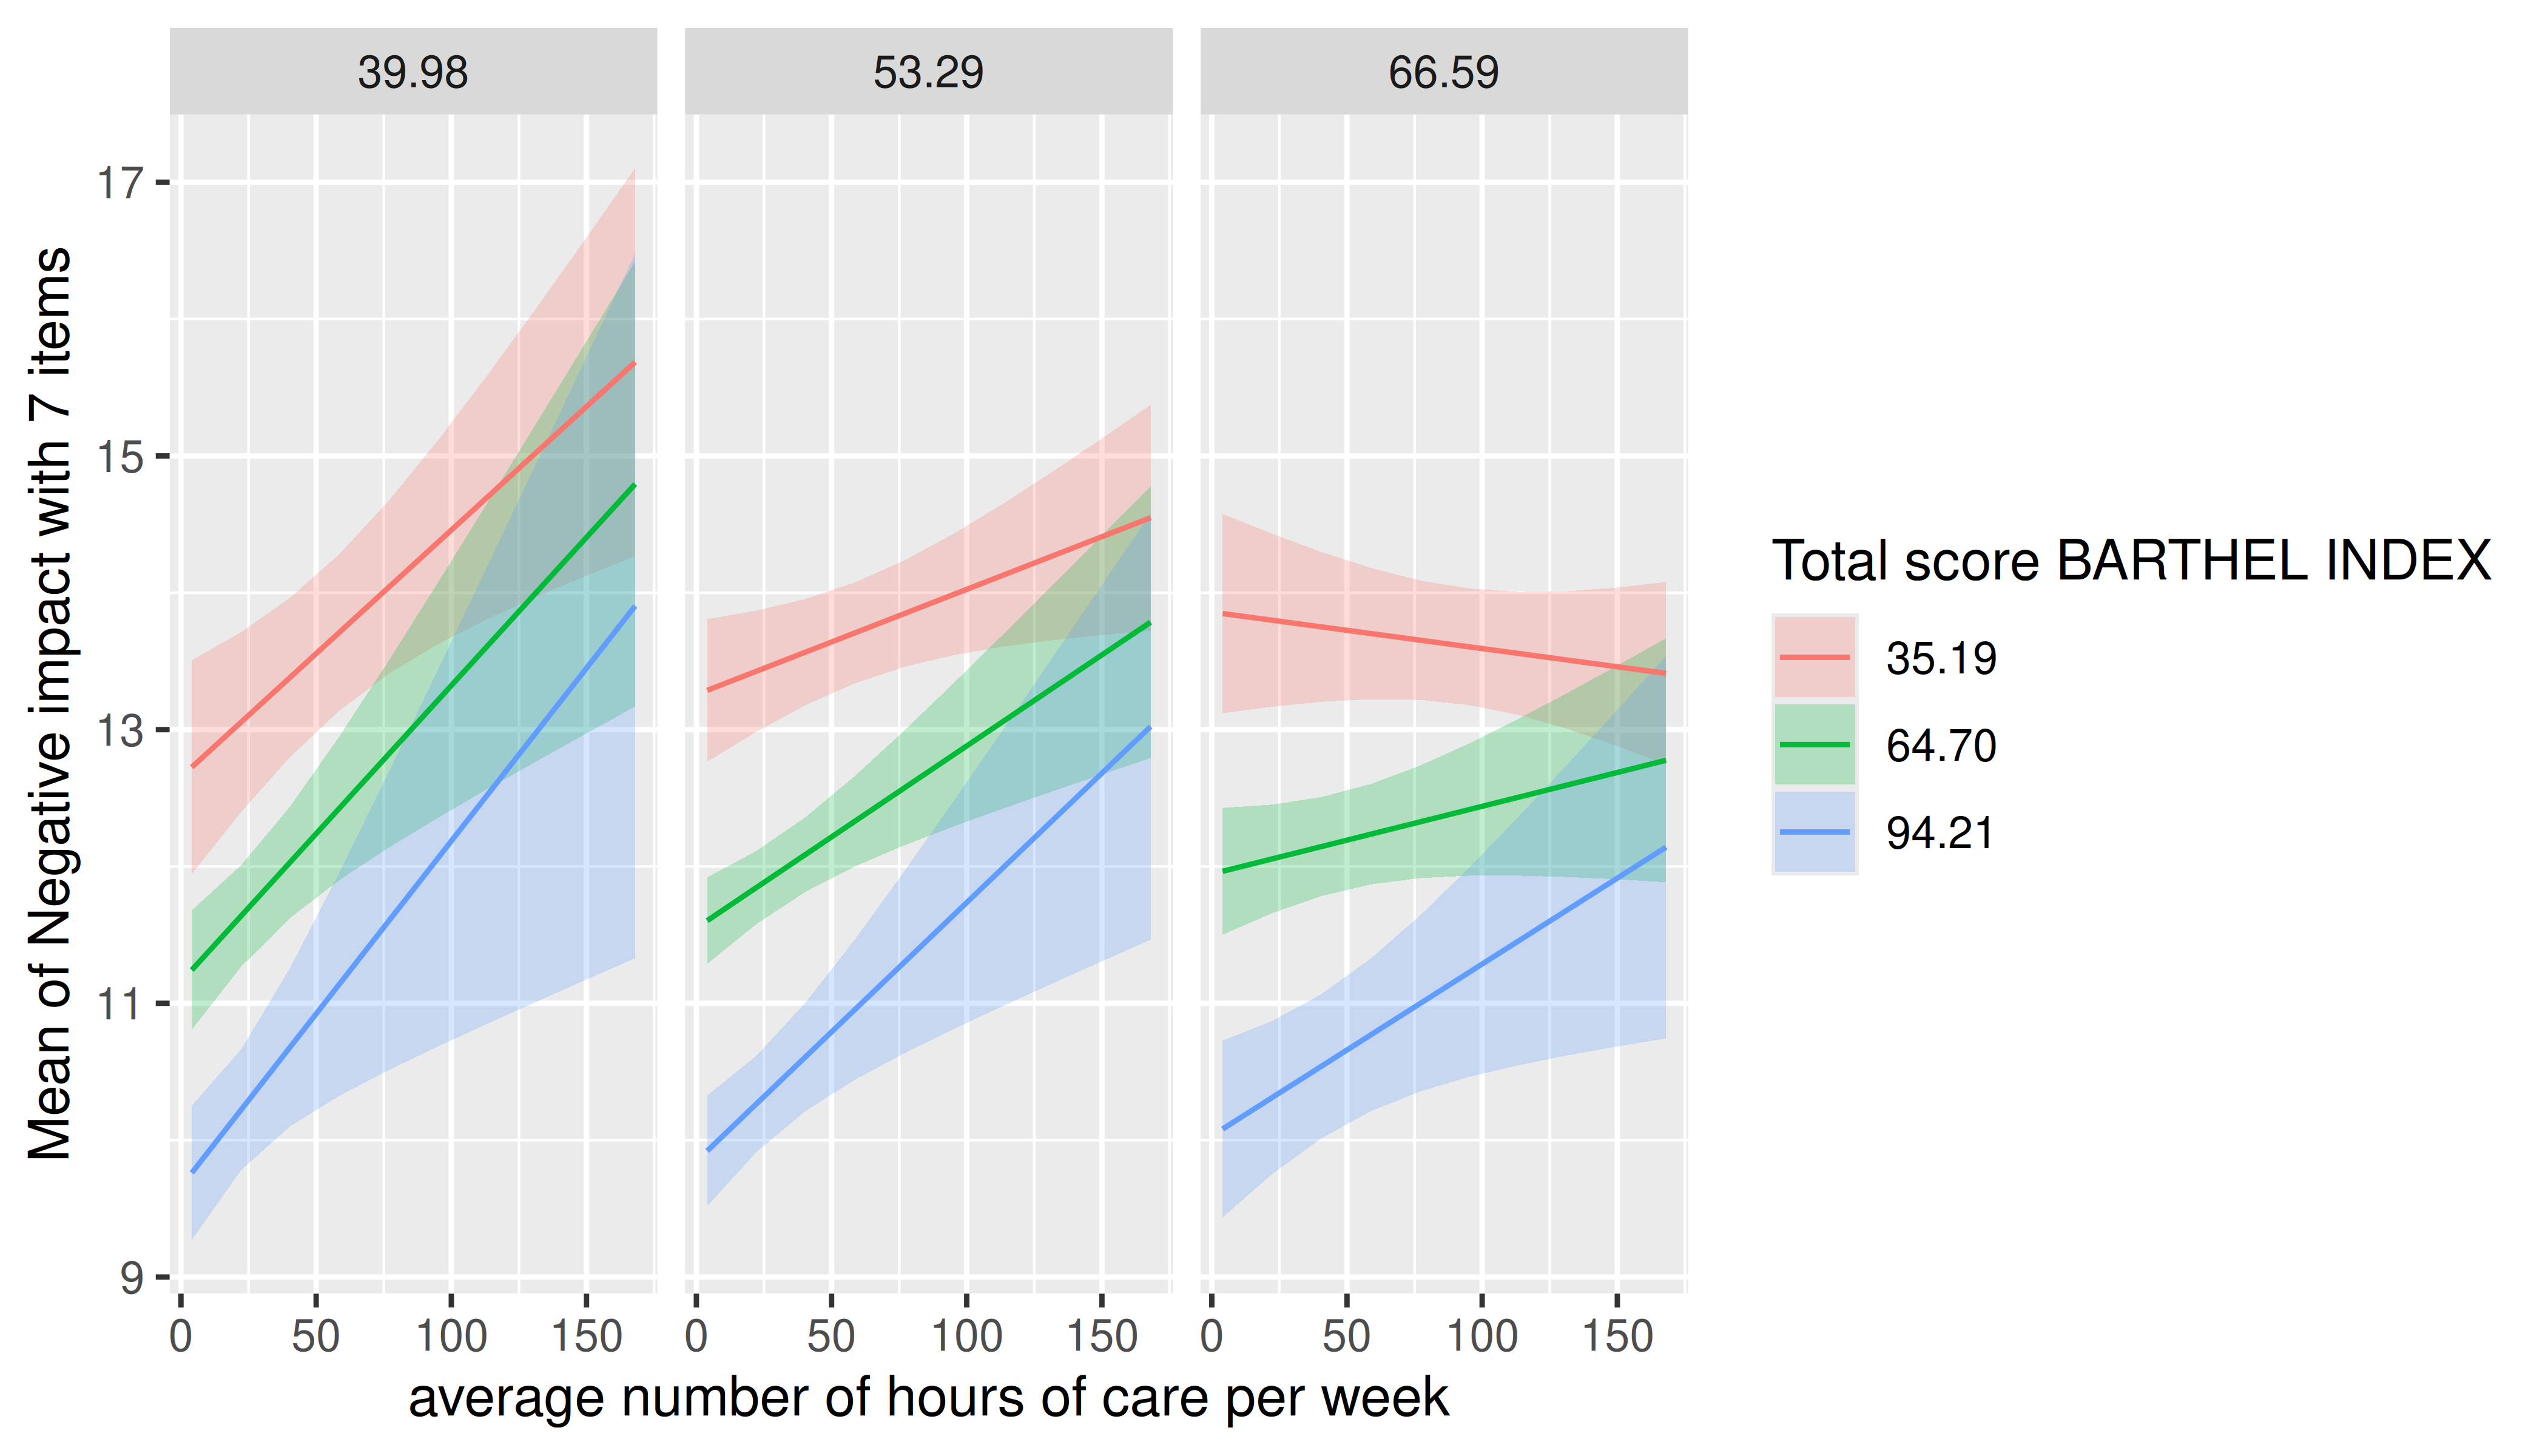 39.98 53.29 66.59
17
15
13
11
9
Mean of Negative impact with 7 items
0 50 100 150 0 50 100 150 0 50 100 150
average number of hours of care per week
Total score BARTHEL INDEX
35.19
64.70
94.21